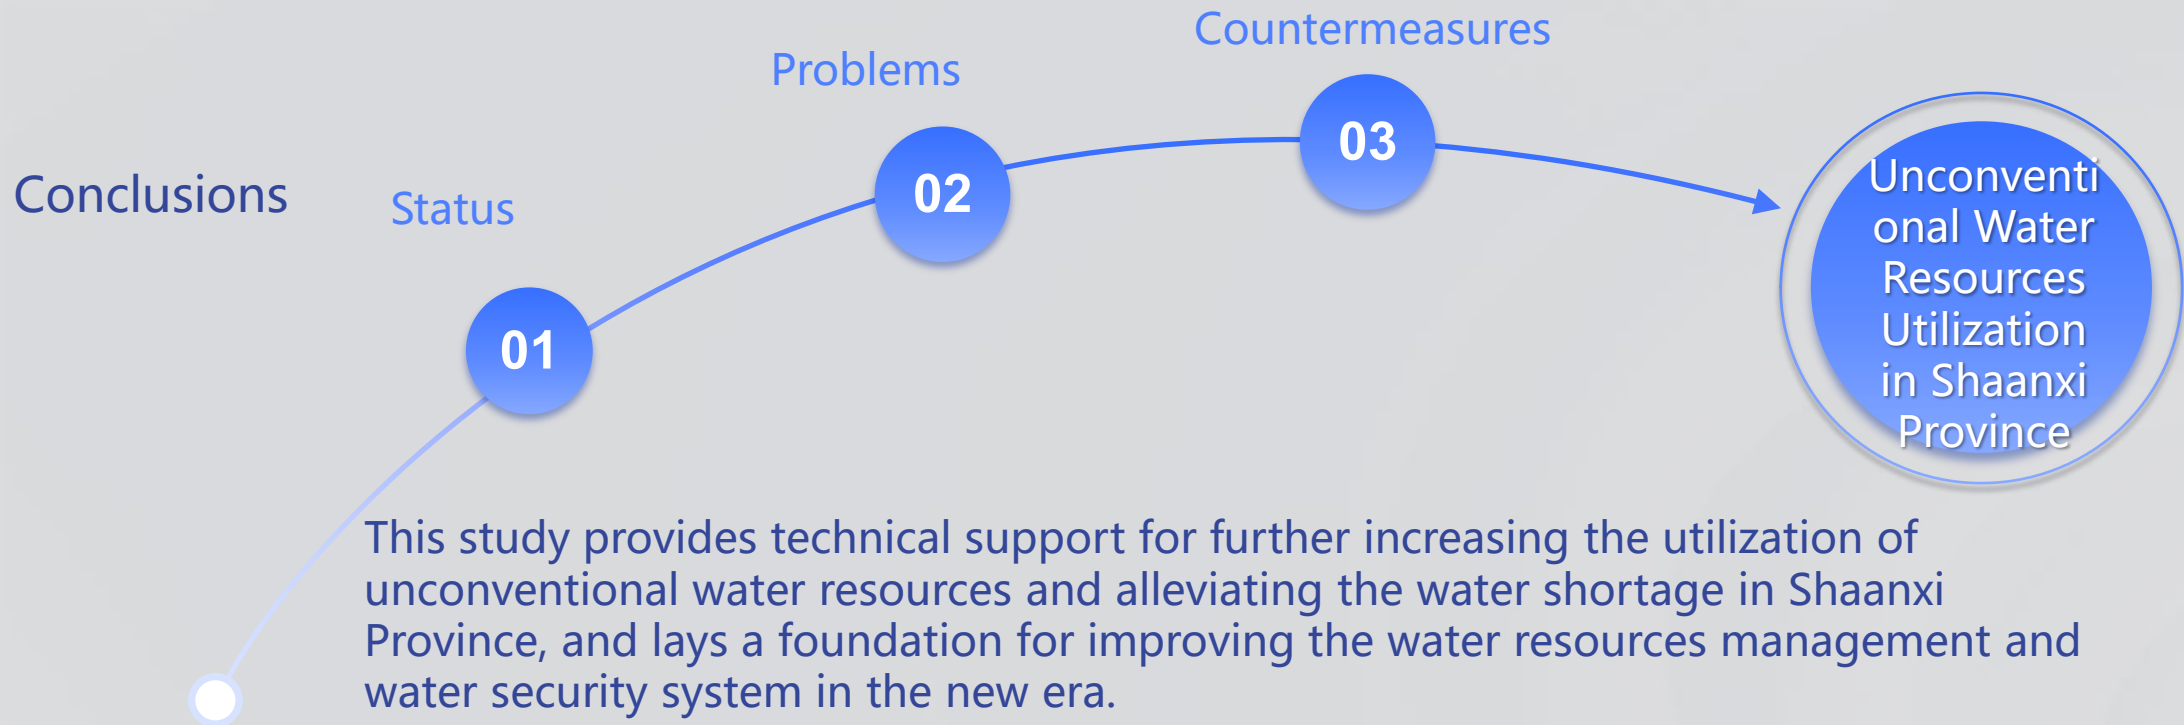 Conclusions
Status
01
Problems
02
Countermeasures
03
Unconventi
onal Water
Resources
Utilization
in Shaanxi
Province
This study provides technical support for further increasing the utilization of
unconventional water resources and alleviating the water shortage in Shaanxi
Province, and lays a foundation for improving the water resources management and
water security system in the new era.